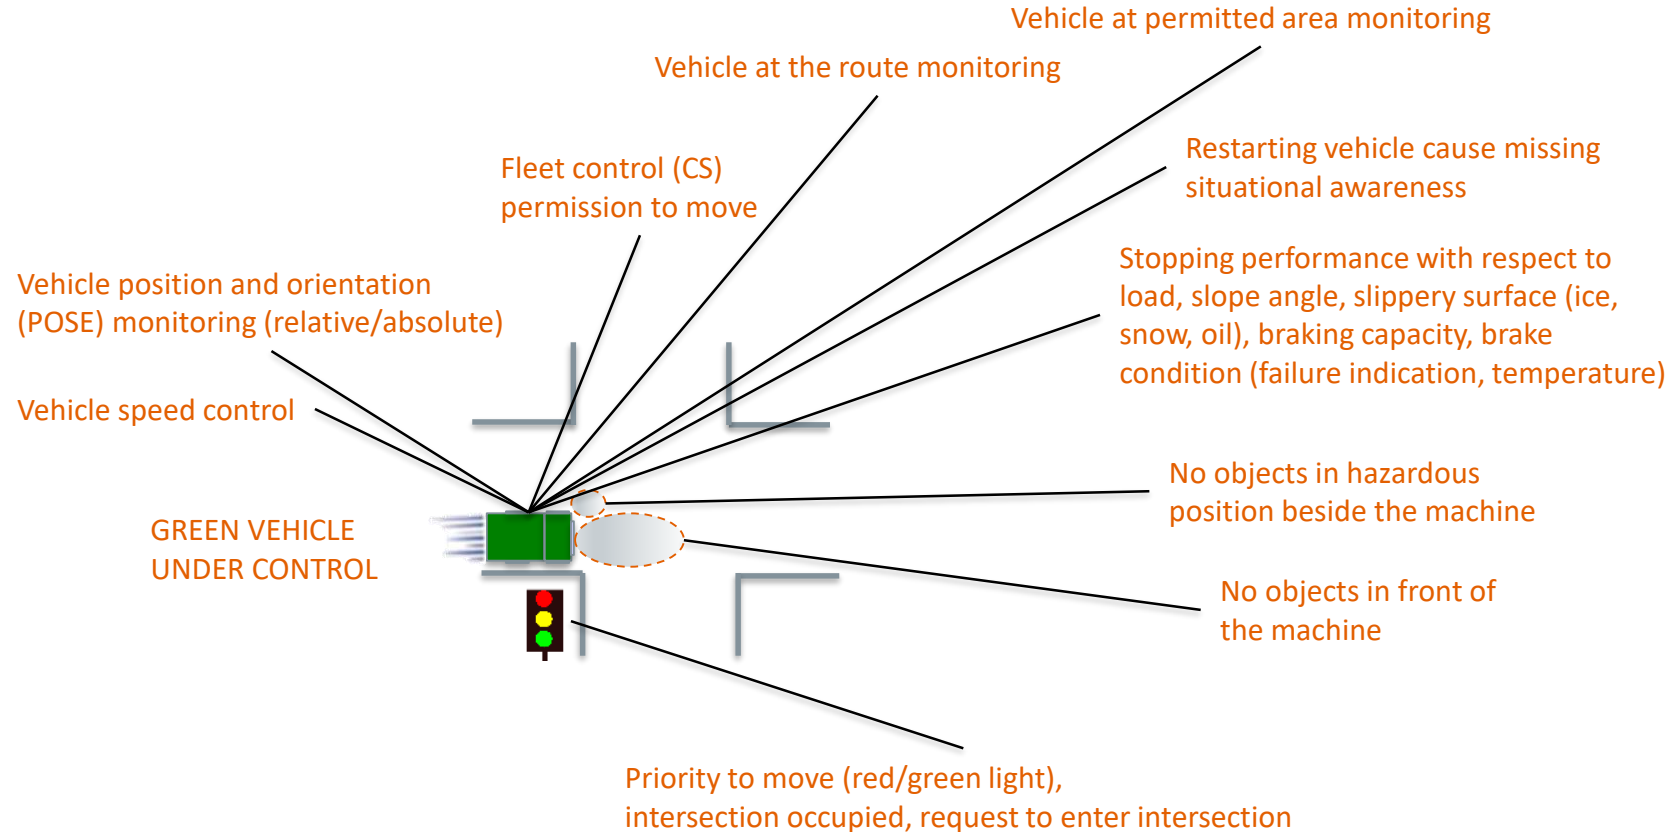 Vehicle at permitted area monitoring
Vehicle at the route monitoring
Fleet control (CS)
permission to move
Restarting vehicle cause missing
situational awareness
Vehicle position and orientation
(POSE) monitoring (relative/absolute)
Stopping performance with respect to
load, slope angle, slippery surface (ice,
snow, oil), braking capacity, brake
condition (failure indication, temperature)
Vehicle speed control
No objects in hazardous
position beside the machine
GREEN VEHICLE
UNDER CONTROL
No objects in front of
the machine
Priority to move (red/green light),
intersection occupied, request to enter intersection